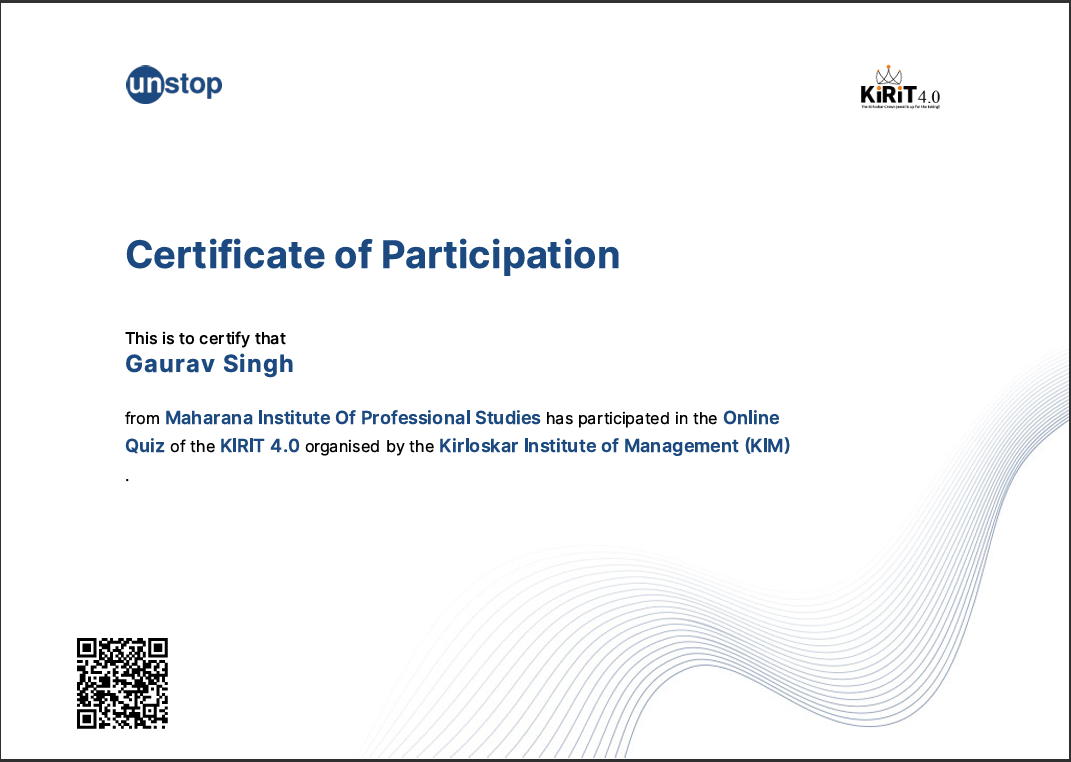 unstop
KiRiT 4.0
Certificate of Participation
This is to certify that
Gaurav Singh
from Maharana Institute Of Professional Studies has participated in the Online
Quiz of the KIRIT 4.0 organised by the Kirloskar Institute of Management (KIM)
.